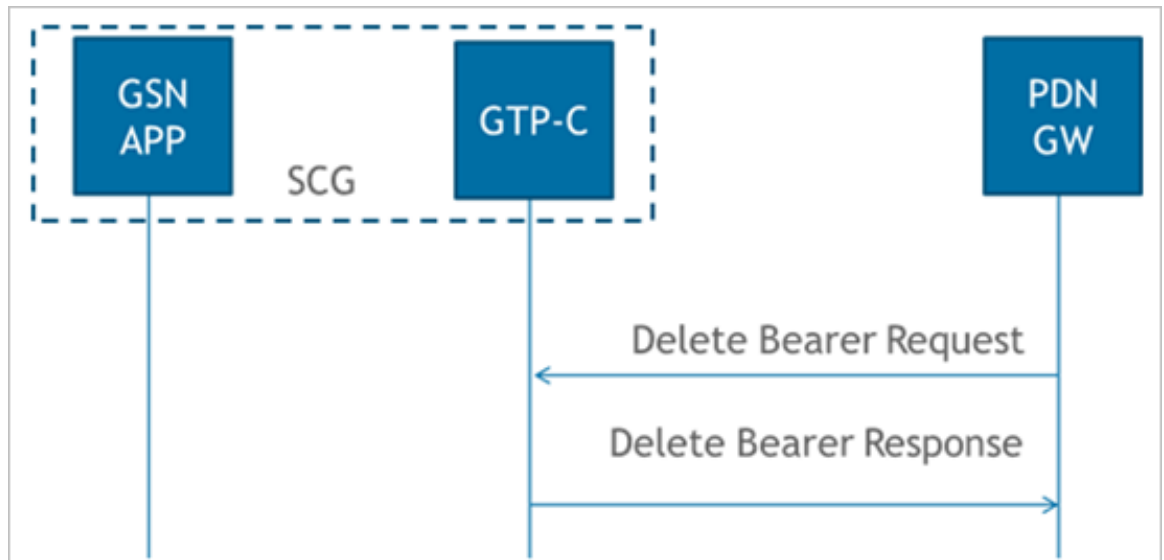 GSN
APP
GTP-C
PDN
GW
SCG
Delete Bearer Request
Delete Bearer Response